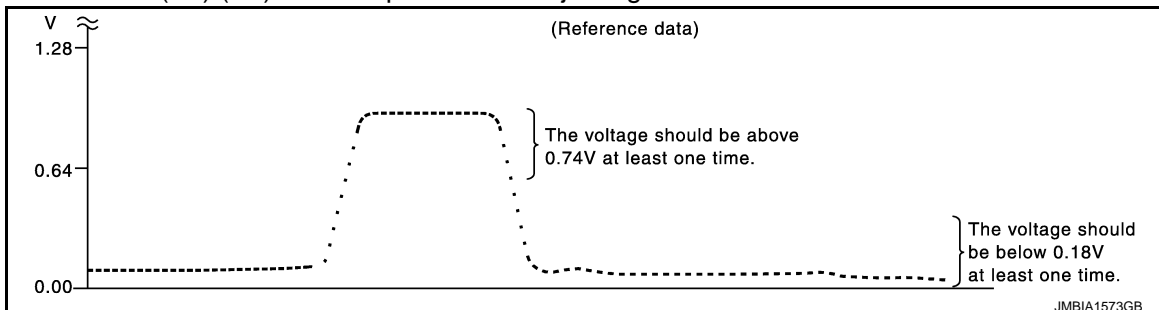 V
(Reference data)
1.28
The voltage should be above
0.74V at least one time.
0.64
The voltage should
be below 0.18V
at least one time.
0.00
JMBIA1573GB